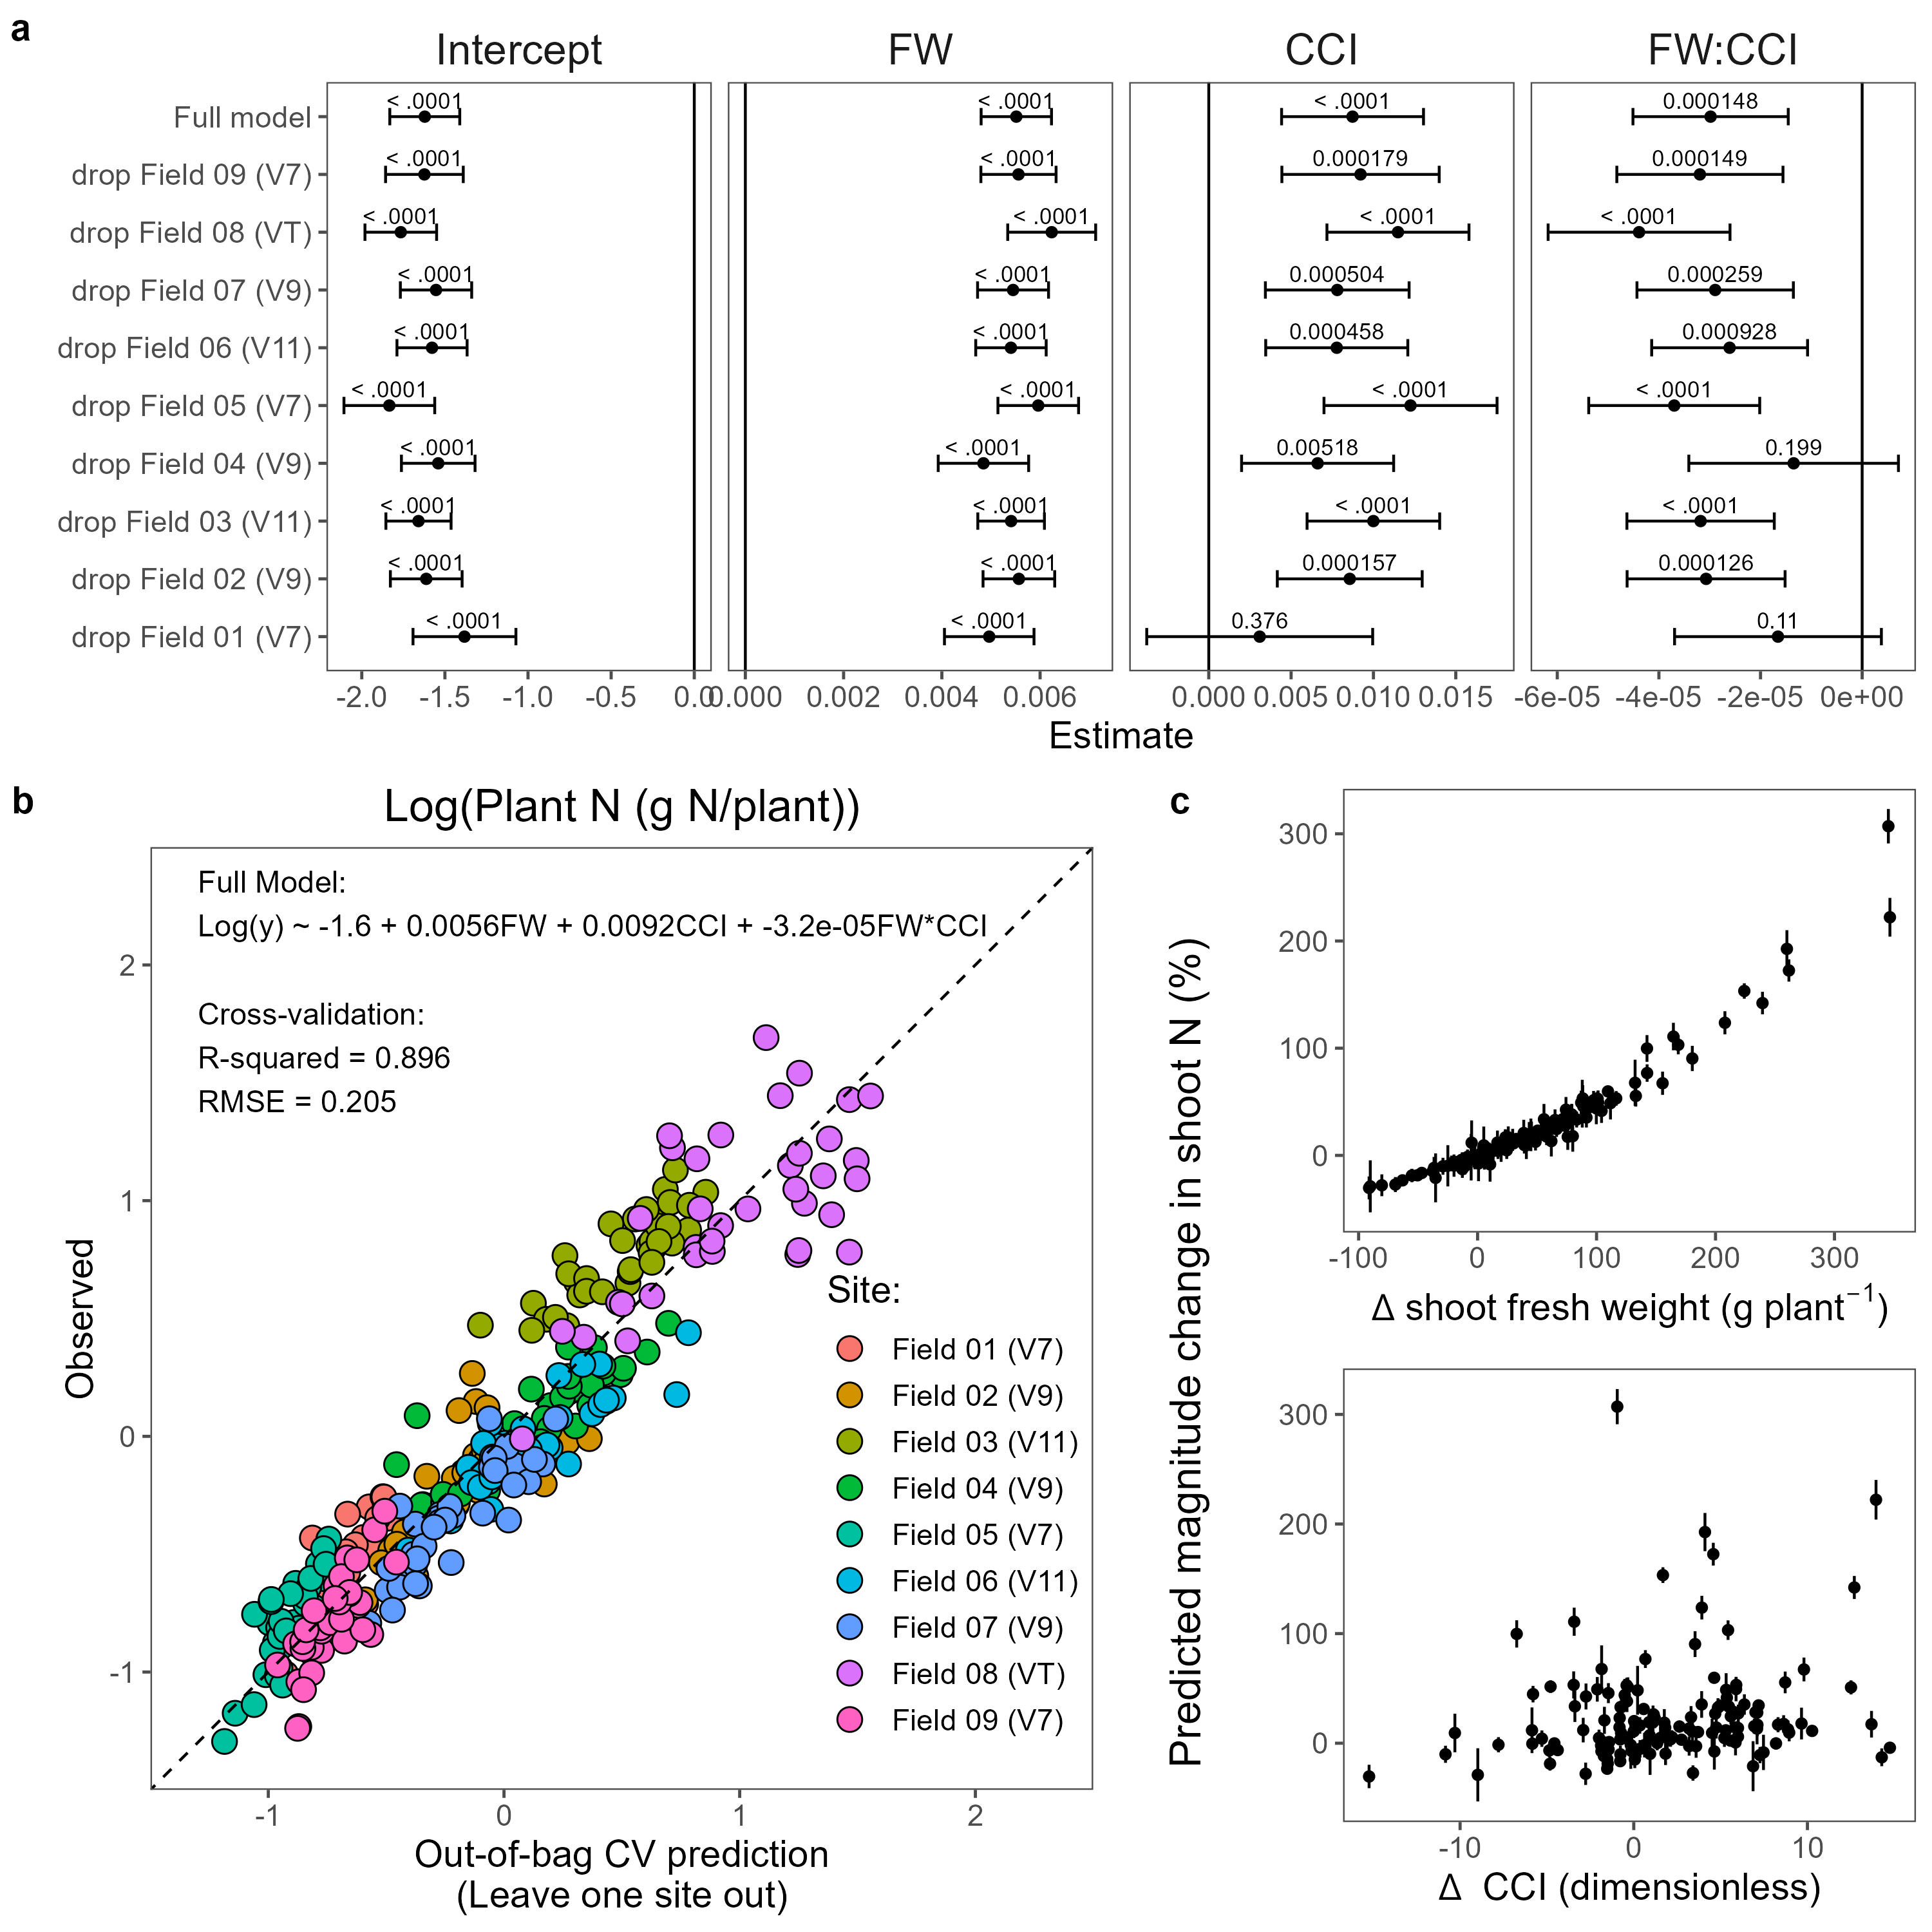 a
Intercept FW CCI FW:CCI
Full model < .0001 < .0001 < .0001 0.000148
drop Field 09 (V7) < .0001 < .0001 0.000179 0.000149
drop Field 08 (VT) < .0001 < .0001 < .0001 < .0001
drop Field 07 (V9) < .0001 < .0001 0.000504 0.000259
drop Field 06 (V11) < .0001 < .0001 0.000458 0.000928
drop Field 05 (V7) < .0001 < .0001 < .0001 < .0001
drop Field 04 (V9) < .0001 < .0001 0.00518 0.199
drop Field 03 (V11) < .0001 < .0001 < .0001 < .0001
drop Field 02 (V9) < .0001 < .0001 0.000157 0.000126
drop Field 01 (V7) < .0001 < .0001 0.376 0.11
-2.0 -1.5 -1.0 -0.5 0.0 0.000 0.002 0.004 0.006 0.000 0.005 0.010 0.015 -6e-05 -4e-05 -2e-05 0e+00
Estimate
b
Log(Plant N (g N/plant))
Full Model:
Log(y) ~ -1.6 + 0.0056FW + 0.0092CCI + -3.2e-05FW*CCI
Cross-validation:
R-squared = 0.896
RMSE = 0.205
2
1
0
-1
Observed
Site:
Field 01 (V7)
Field 02 (V9)
Field 03 (V11)
Field 04 (V9)
Field 05 (V7)
Field 06 (V11)
Field 07 (V9)
Field 08 (VT)
Field 09 (V7)
-1 0 1 2
Out-of-bag CV prediction
(Leave one site out)
c
Predicted magnitude change in shoot N (%)
300
200
100
0
-100 0 100 200 300
Δ shoot fresh weight (g plant⁻¹)
300
200
100
0
-10 0 10
Δ CCI (dimensionless)